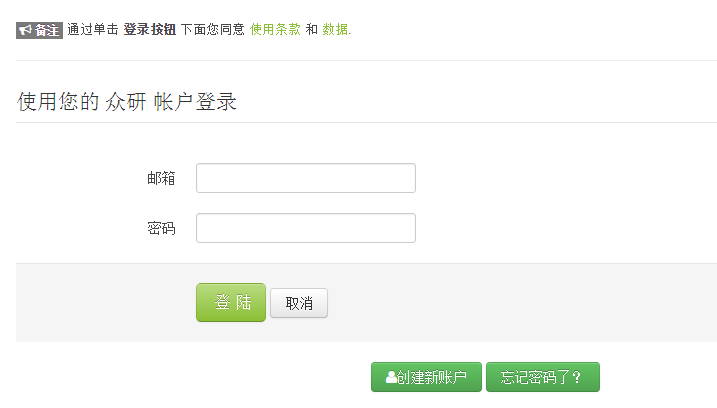 备注 通过单击 登录按钮 下面您同意 使用条款 和 数据.
使用您的 众研 帐户登录
邮箱
密码
登 陆 取消
创建新账户 忘记密码了？